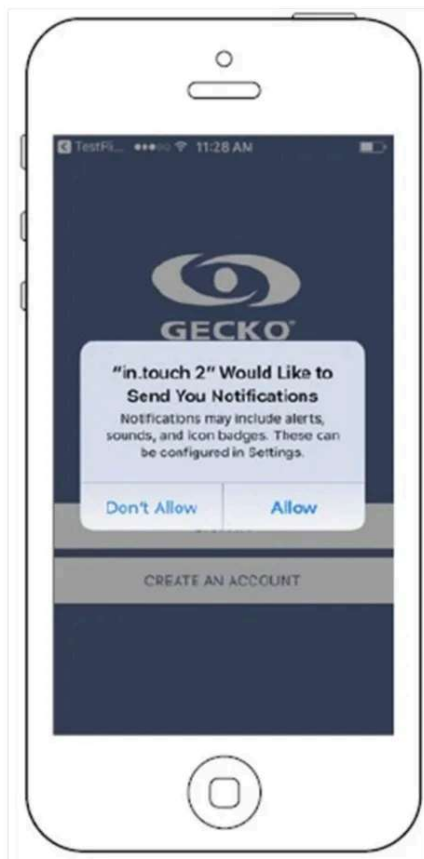 TestFli... 11:28 AM
GECKO
"in.touch 2" Would Like to
Send You Notifications
Notifications may include alerts,
sounds, and icon badges. These can
be configured in Settings.
Don't Allow Allow
CREATE AN ACCOUNT